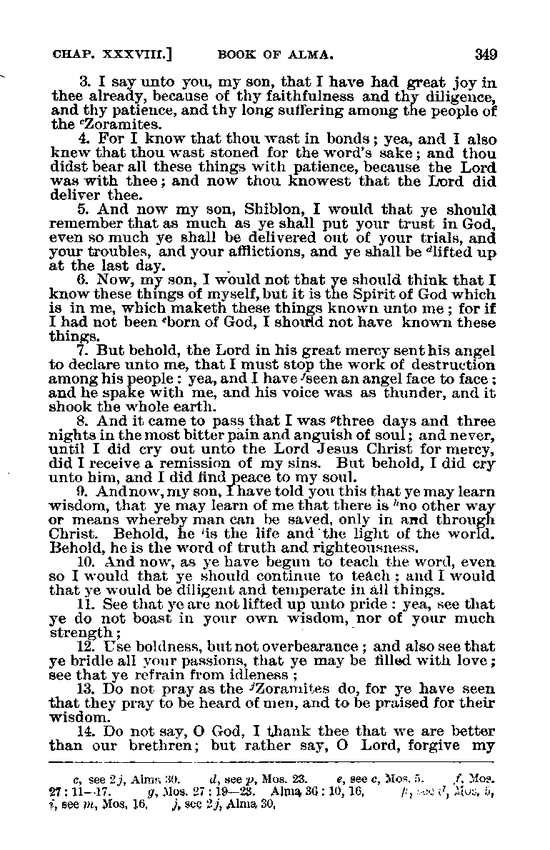 CHAP. XXXVIII.] BOOK OF ALMA. 349
3. I say unto you, my son, that I have had great joy in
thee already, because of thy faithfulness and thy diligence,
and thy patience, and thy long suffering among the people of
the cZoramites.
4. For I know that thou wast in bonds; yea, and I also
knew that thou wast stoned for the word's sake; and thou
didst bear all these things with patience, because the Lord
was with thee; and now thou knowest that the Lord did
deliver thee.
5. And now my son, Shiblon, I would that ye should
remember that as much as ye shall put your trust in God,
even so much ye shall be delivered out of your trials, and
your troubles, and your afflictions, and ye shall be dlifted up
at the last day.
6. Now, my son, I would not that ye should think that I
know these things of myself, but it is the Spirit of God which
is in me, which maketh these things known unto me; for if
I had not been eborn of God, I should not have known these
things.
7. But behold, the Lord in his great mercy sent his angel
to declare unto me, that I must stop the work of destruction
among his people: yea, and I have fseen an angel face to face;
and he spake with me, and his voice was as thunder, and it
shook the whole earth.
8. And it came to pass that I was gthree days and three
nights in the most bitter pain and anguish of soul; and never,
until I did cry out unto the Lord Jesus Christ for mercy,
did I receive a remission of my sins. But behold, I did cry
unto him, and I did find peace to my soul.
9. And now, my son, I have told you this that ye may learn
wisdom, that ye may learn of me that there is hno other way
or means whereby man can be saved, only in and through
Christ. Behold, he iis the life and the light of the world.
Behold, he is the word of truth and righteousness.
10. And now, as ye have begun to teach the word, even
so I would that ye should continue to teach; and I would
that ye would be diligent and temperate in all things.
11. See that ye are not lifted up unto pride: yea, see that
ye do not boast in your own wisdom, nor of your much
strength;
12. Use boldness, but not overbearance; and also see that
ye bridle all your passions, that ye may be filled with love;
see that ye refrain from idleness;
13. Do not pray as the jZoramites do, for ye have seen
that they pray to be heard of men, and to be praised for their
wisdom.
14. Do not say, O God, I thank thee that we are better
than our brethren; but rather say, O Lord, forgive my
c, see 2j, Alma 30. d, see p, Mos. 23. e, see c, Mos. 5. f, Mos.
27:11—17. g, Mos. 27:19—23. Alma 36:10, 16. h, see d, Mos. 5,
i, see m, Mos, 16, j, see 2j, Alma 30,